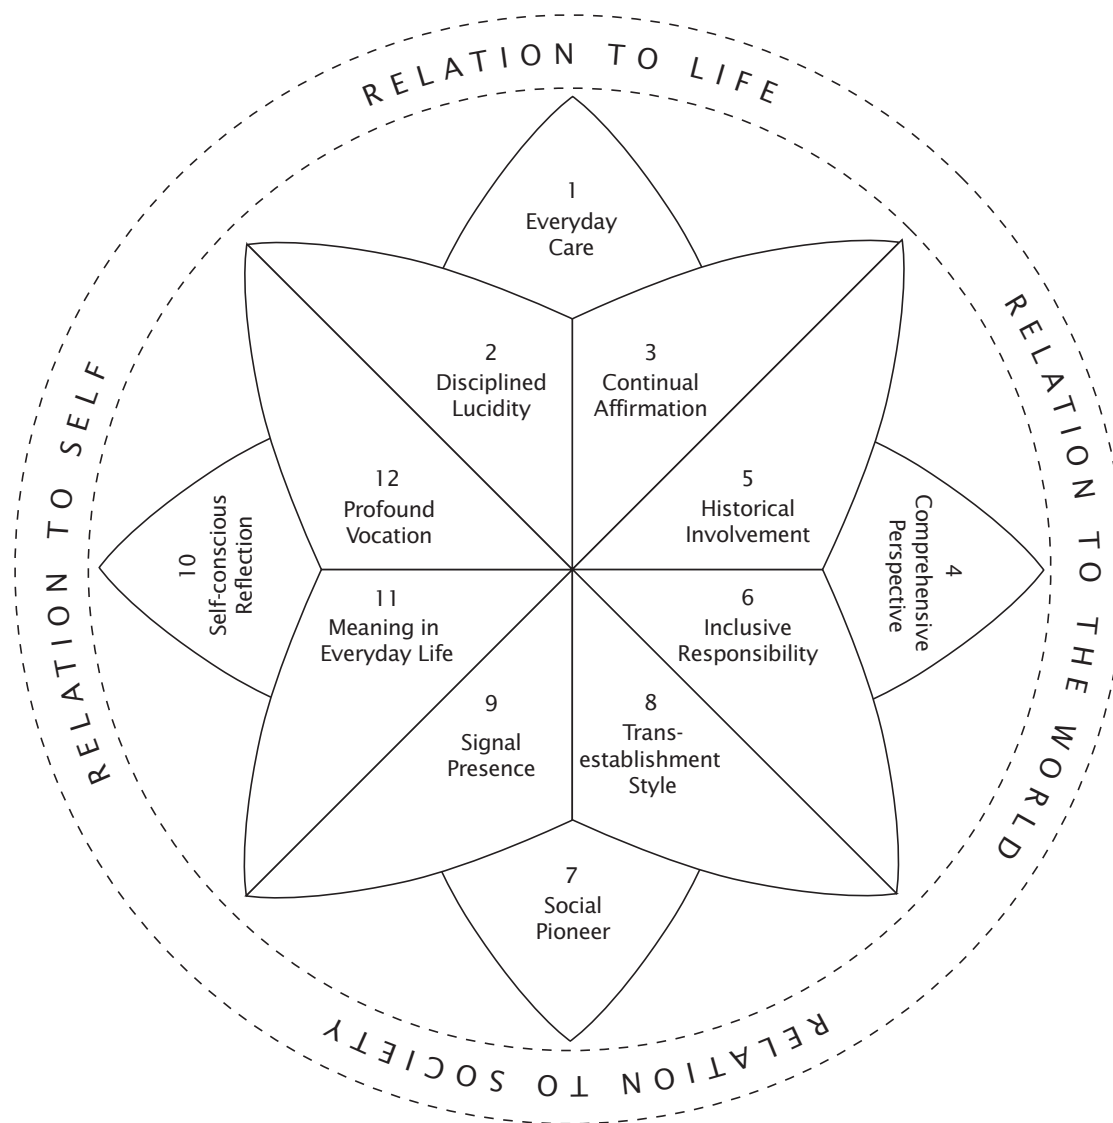 RELATION TO LIFE
1
Everyday
Care
2
Disciplined
Lucidity
3
Continual
Affirmation
RELATION TO THE WORLD
4
Comprehensive
Perspective
5
Historical
Involvement
6
Inclusive
Responsibility
RELATION TO SOCIETY
7
Social
Pioneer
8
Trans-
establishment
Style
9
Signal
Presence
RELATION TO SELF
10
Self-conscious
Reflection
11
Meaning in
Everyday Life
12
Profound
Vocation